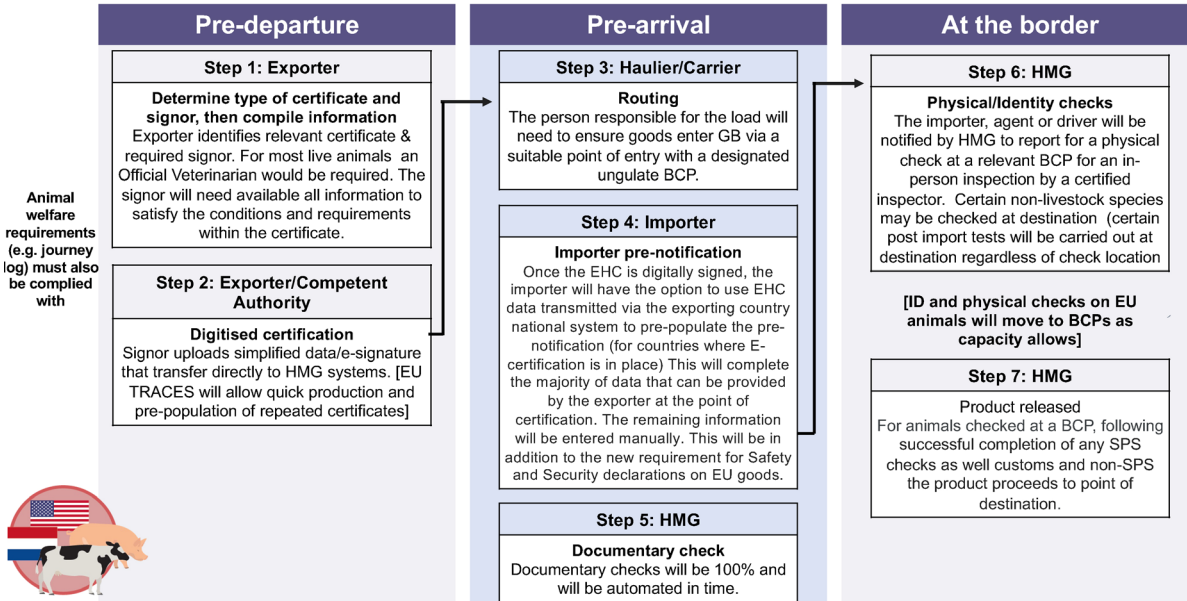 Pre-departure
Pre-arrival
At the border
Animal
welfare
requirements
(e.g. journey
log) must also
be complied
with
Step 1: Exporter
Determine type of certificate and
signor, then compile information
Exporter identifies relevant certificate &
required signor. For most live animals an
Official Veterinarian would be required. The
signor will need available all information to
satisfy the conditions and requirements
within the certificate.
Step 2: Exporter/Competent
Authority
Digitised certification
Signor uploads simplified data/e-signature
that transfer directly to HMG systems. [EU
TRACES will allow quick production and
pre-population of repeated certificates]
Step 3: Haulier/Carrier
Routing
The person responsible for the load will
need to ensure goods enter GB via a
suitable point of entry with a designated
ungulate BCP.
Step 4: Importer
Importer pre-notification
Once the EHC is digitally signed, the
importer will have the option to use EHC
data transmitted via the exporting country
national system to pre-populate the pre-
notification (for countries where E-
certification is in place) This will complete
the majority of data that can be provided
by the exporter at the point of
certification. The remaining information
will be entered manually. This will be in
addition to the new requirement for Safety
and Security declarations on EU goods.
Step 5: HMG
Documentary check
Documentary checks will be 100% and
will be automated in time.
Step 6: HMG
Physical/Identity checks
The importer, agent or driver will be
notified by HMG to report for a physical
check at a relevant BCP for an in-
person inspection by a certified
inspector. Certain non-livestock species
may be checked at destination (certain
post import tests will be carried out at
destination regardless of check location
[ID and physical checks on EU
animals will move to BCPs as
capacity allows]
Step 7: HMG
Product released
For animals checked at a BCP, following
successful completion of any SPS
checks as well customs and non-SPS
the product proceeds to point of
destination.